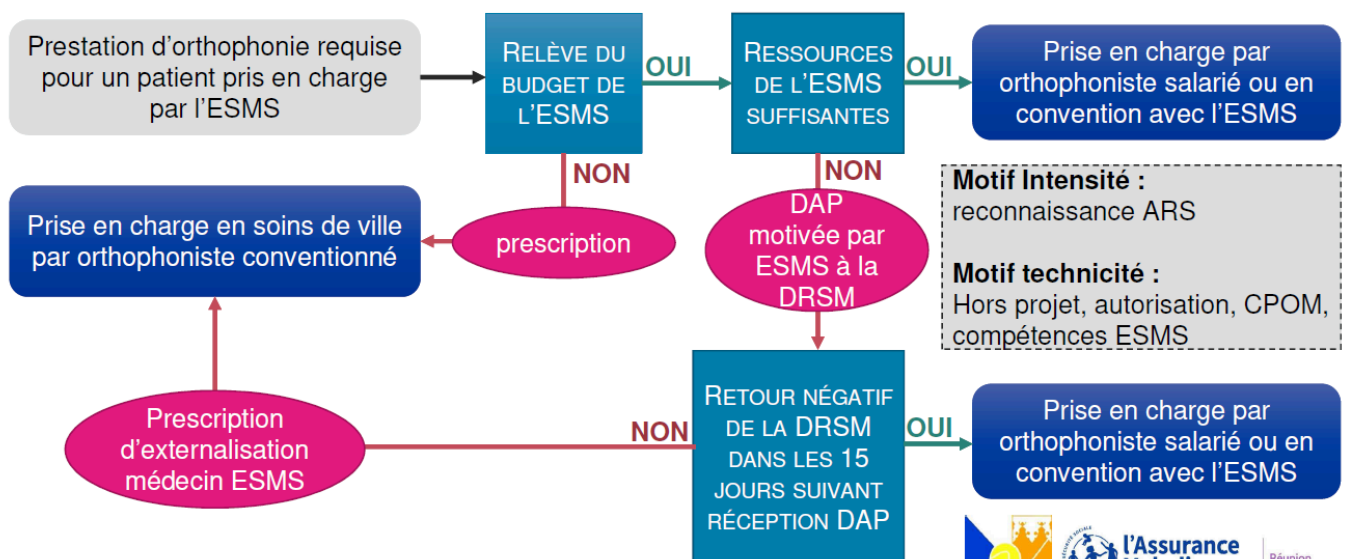 Prestation d'orthophonie requise
pour un patient pris en charge
par l'ESMS
RELÈVE DU
BUDGET DE
L'ESMS
OUI
RESSOURCES
DE L'ESMS
SUFFISANTES
OUI
Prise en charge par
orthophoniste salarié ou en
convention avec l'ESMS
NON
NON
Motif Intensité :
reconnaissance ARS
Motif technicité :
Hors projet, autorisation, CPOM,
compétences ESMS
Prise en charge en soins de ville
par orthophoniste conventionné
prescription
DAP
motivée par
ESMS à la
DRSM
Prescription
d'externalisation
médecin ESMS
NON
RETOUR NÉGATIF
DE LA DRSM
DANS LES 15
JOURS SUIVANT
RÉCEPTION DAP
OUI
Prise en charge par
orthophoniste salarié ou en
convention avec l'ESMS
l'Assurance